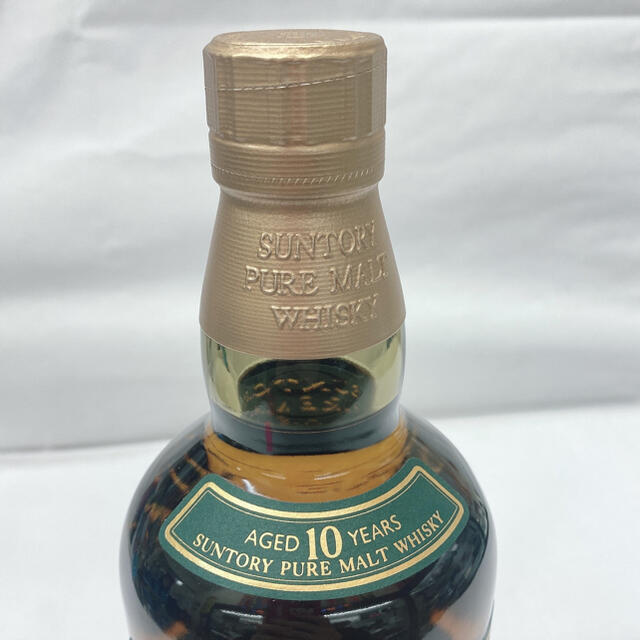 SUNTORY
PURE MALT
WHISKY
AGED 10 YEARS
SUNTORY PURE MALT WHISKY